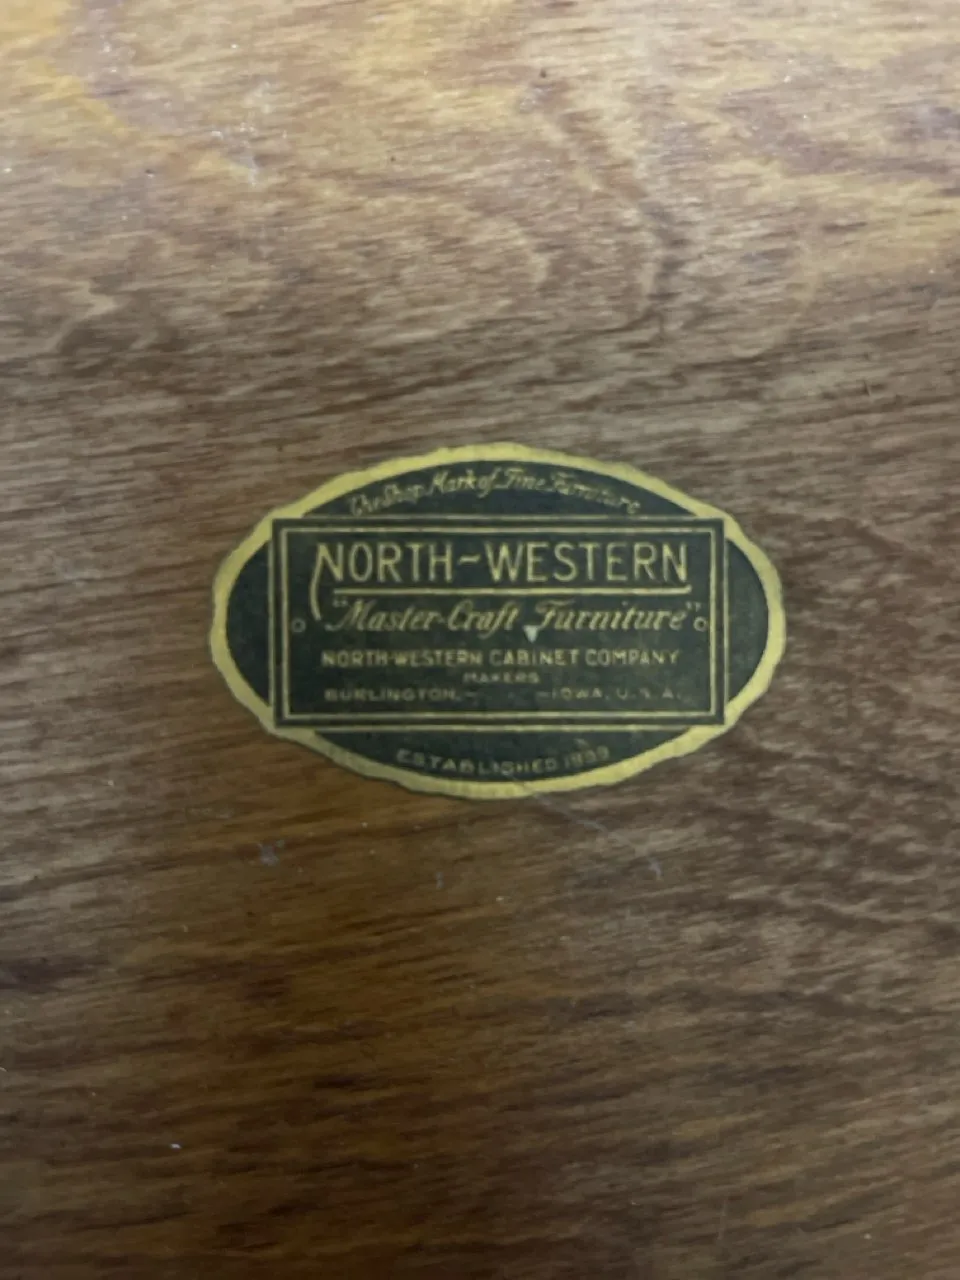 The Shop Mark of Fine Furniture
NORTH-WESTERN
"Master-Craft Furniture"
NORTH-WESTERN CABINET COMPANY
MAKERS
BURLINGTON, - - IOWA, U.S.A.
ESTABLISHED